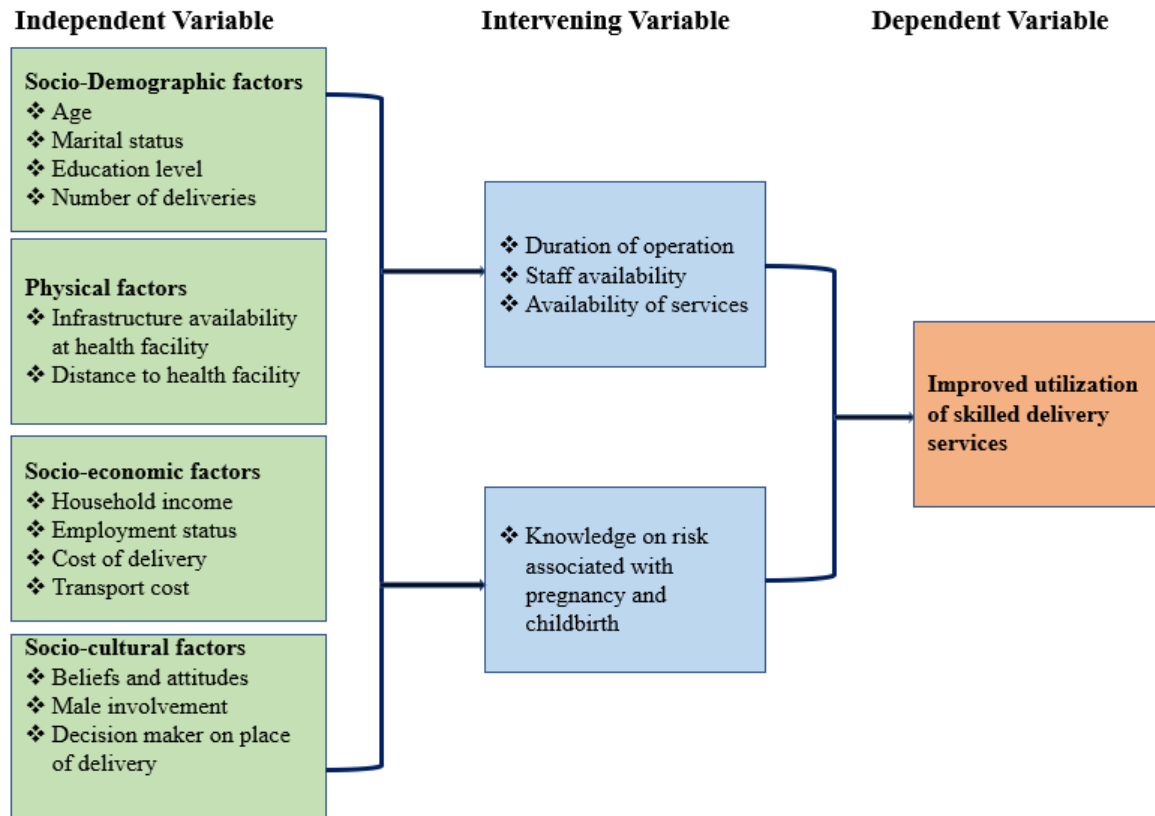 Independent Variable
Intervening Variable
Dependent Variable
Socio-Demographic factors
❖ Age
❖ Marital status
❖ Education level
❖ Number of deliveries
Physical factors
❖ Infrastructure availability
at health facility
❖ Distance to health facility
Socio-economic factors
❖ Household income
❖ Employment status
❖ Cost of delivery
❖ Transport cost
Socio-cultural factors
❖ Beliefs and attitudes
❖ Male involvement
❖ Decision maker on place
of delivery
❖ Duration of operation
❖ Staff availability
❖ Availability of services
❖ Knowledge on risk
associated with
pregnancy and
childbirth
Improved utilization
of skilled delivery
services